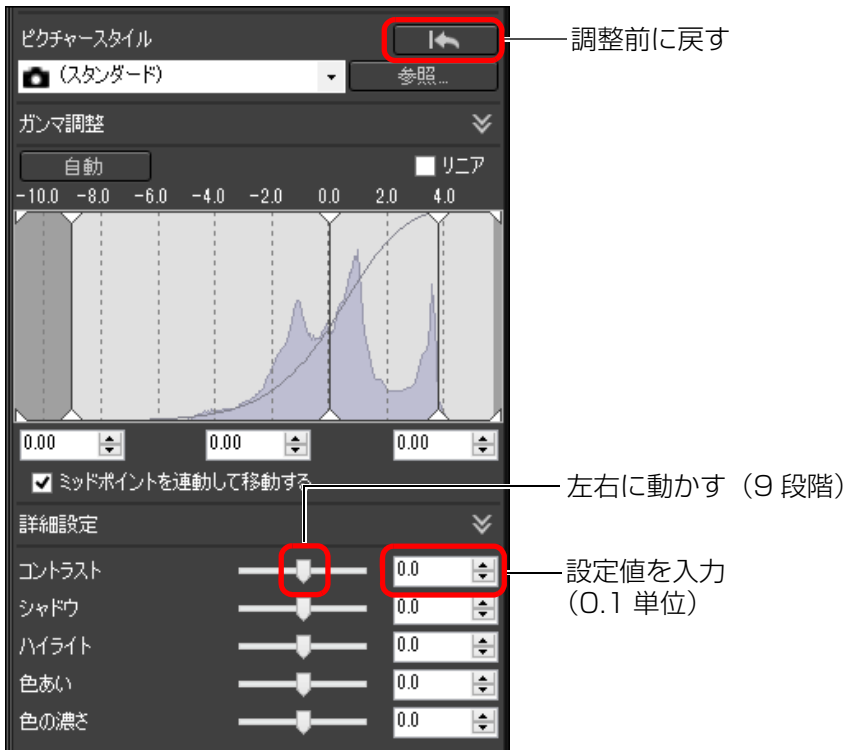 ピクチャースタイル
調整前に戻す
(スタンダード)
参照...
ガンマ調整
自動
リニア
-10.0 -8.0 -6.0 -4.0 -2.0 0.0 2.0 4.0
0.00 0.00 0.00
ミッドポイントを連動して移動する
左右に動かす（9 段階）
詳細設定
コントラスト 0.0
設定値を入力
（0.1 単位）
シャドウ 0.0
ハイライト 0.0
色あい 0.0
色の濃さ 0.0